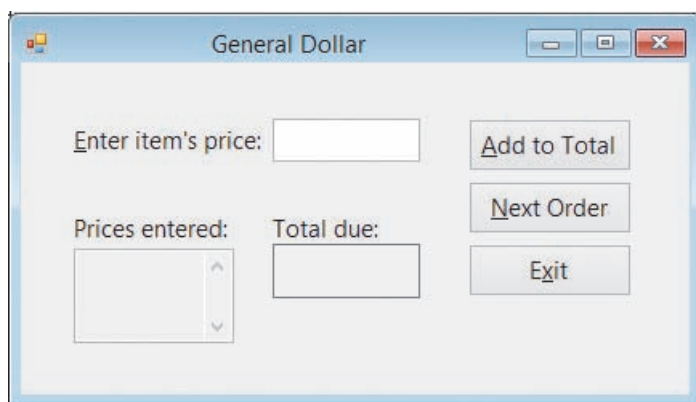 General Dollar
Enter item's price:
Add to Total
Next Order
Prices entered:
Total due:
Exit